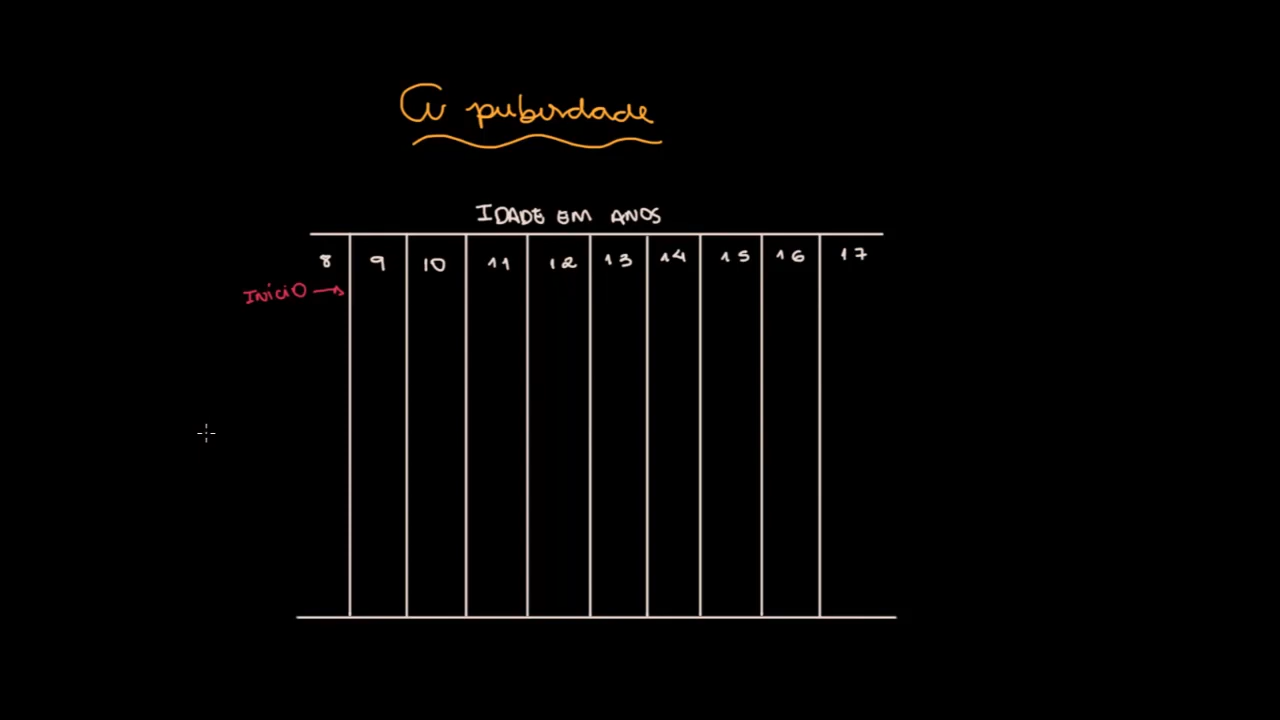 A puberdade
IDADE EM ANOS
8 9 10 11 12 13 14 15 16 17
INÍCIO →